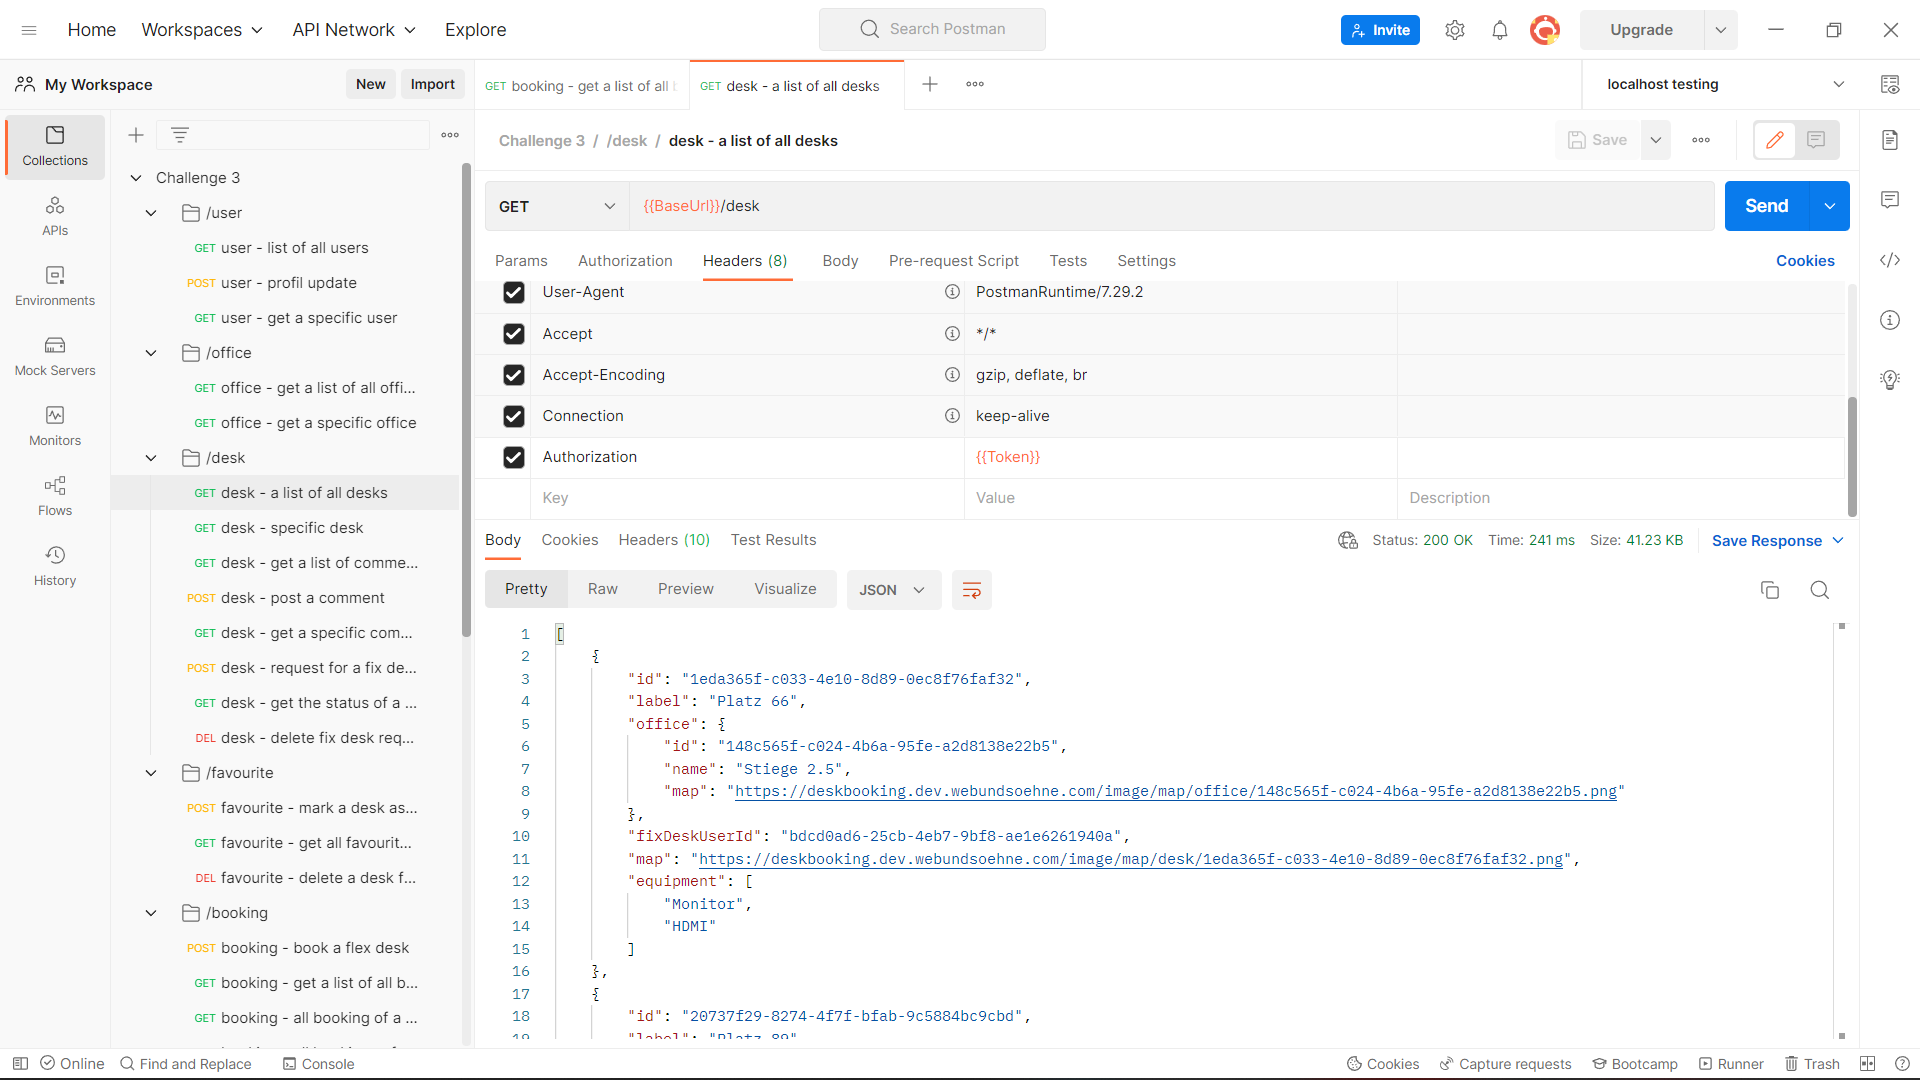 Home
Workspaces
API Network
Explore
Search Postman
Invite
Upgrade
My Workspace
New
Import
GET booking - get a list of all
GET desk - a list of all desks
localhost testing
Collections
APIs
Environments
Mock Servers
Monitors
Flows
History
Challenge 3
/user
GET user - list of all users
POST user - profil update
GET user - get a specific user
/office
GET office - get a list of all offi...
GET office - get a specific office
/desk
GET desk - a list of all desks
GET desk - specific desk
GET desk - get a list of comme...
POST desk - post a comment
GET desk - get a specific com...
POST desk - request for a fix de...
GET desk - get the status of a ...
DEL desk - delete fix desk req...
/favourite
POST favourite - mark a desk as...
GET favourite - get all favourit...
DEL favourite - delete a desk f...
/booking
POST booking - book a flex desk
GET booking - get a list of all b...
GET booking - all booking of a ...
Challenge 3 / /desk / desk - a list of all desks
Save
GET
{{BaseUrl}}/desk
Send
Params
Authorization
Headers (8)
Body
Pre-request Script
Tests
Settings
Cookies
User-Agent
PostmanRuntime/7.29.2
Accept
*/*
Accept-Encoding
gzip, deflate, br
Connection
keep-alive
Authorization
{{Token}}
Key
Value
Description
Body
Cookies
Headers (10)
Test Results
Status: 200 OK
Time: 241 ms
Size: 41.23 KB
Save Response
Pretty
Raw
Preview
Visualize
JSON
1 [
2 {
3 "id": "1eda365f-c033-4e10-8d89-0ec8f76faf32",
4 "label": "Platz 66",
5 "office": {
6 "id": "148c565f-c024-4b6a-95fe-a2d8138e22b5",
7 "name": "Stiege 2.5",
8 "map": "https://deskbooking.dev.webundsoehne.com/image/map/office/148c565f-c024-4b6a-95fe-a2d8138e22b5.png"
9 },
10 "fixDeskUserId": "bdcd0ad6-25cb-4eb7-9bf8-ae1e6261940a",
11 "map": "https://deskbooking.dev.webundsoehne.com/image/map/desk/1eda365f-c033-4e10-8d89-0ec8f76faf32.png",
12 "equipment": [
13 "Monitor",
14 "HDMI"
15 ]
16 },
17 {
18 "id": "20737f29-8274-4f7f-bfab-9c5884bc9cbd",
19 "label": "Platz 89"
Online
Find and Replace
Console
Cookies
Capture requests
Bootcamp
Runner
Trash